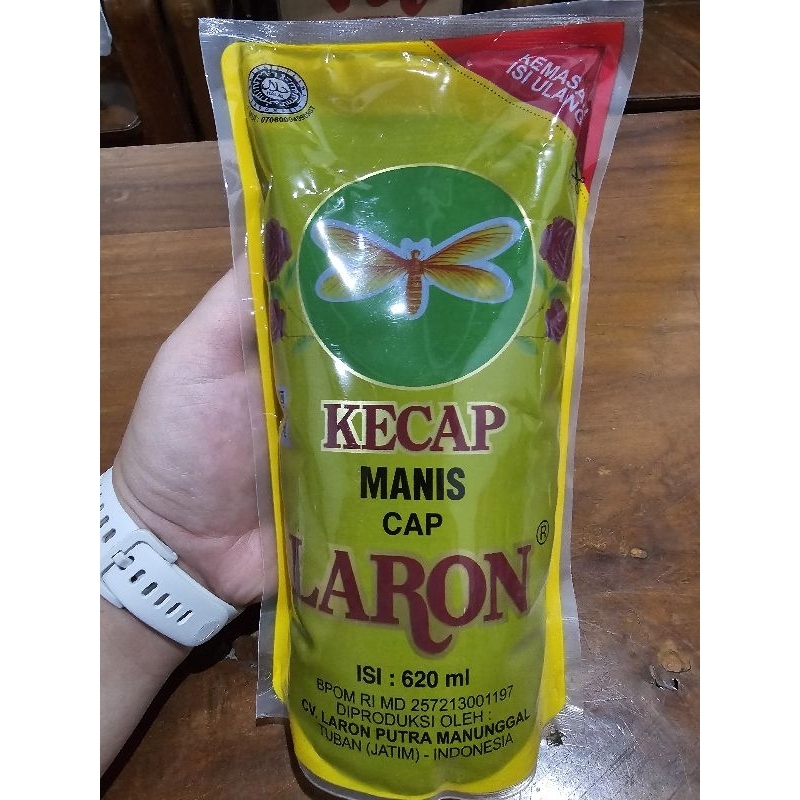 KEMASAN
ISI ULANG
KECAP
MANIS
CAP
LARON
®
ISI : 620 ml
BPOM RI MD 257213001197
DIPRODUKSI OLEH :
CV. LARON PUTRA MANUNGGAL
TUBAN (JATIM) - INDONESIA